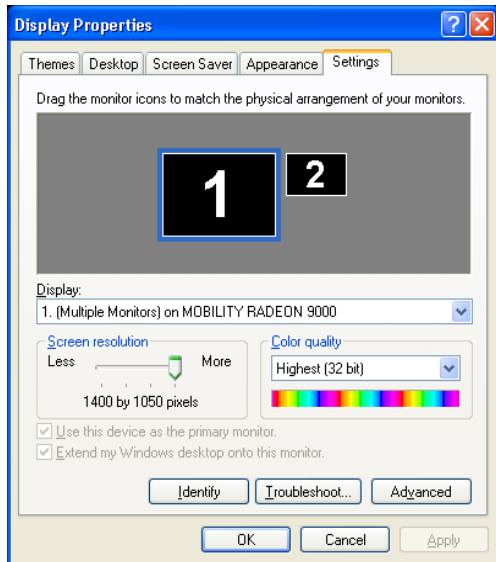 Display Properties
Themes Desktop Screen Saver Appearance Settings
Drag the monitor icons to match the physical arrangement of your monitors.
1 2
Display:
1. (Multiple Monitors) on MOBILITY RADEON 9000
Screen resolution Color quality
Less More Highest (32 bit)
1400 by 1050 pixels
Use this device as the primary monitor.
Extend my Windows desktop onto this monitor.
Identify Troubleshoot... Advanced
OK Cancel Apply